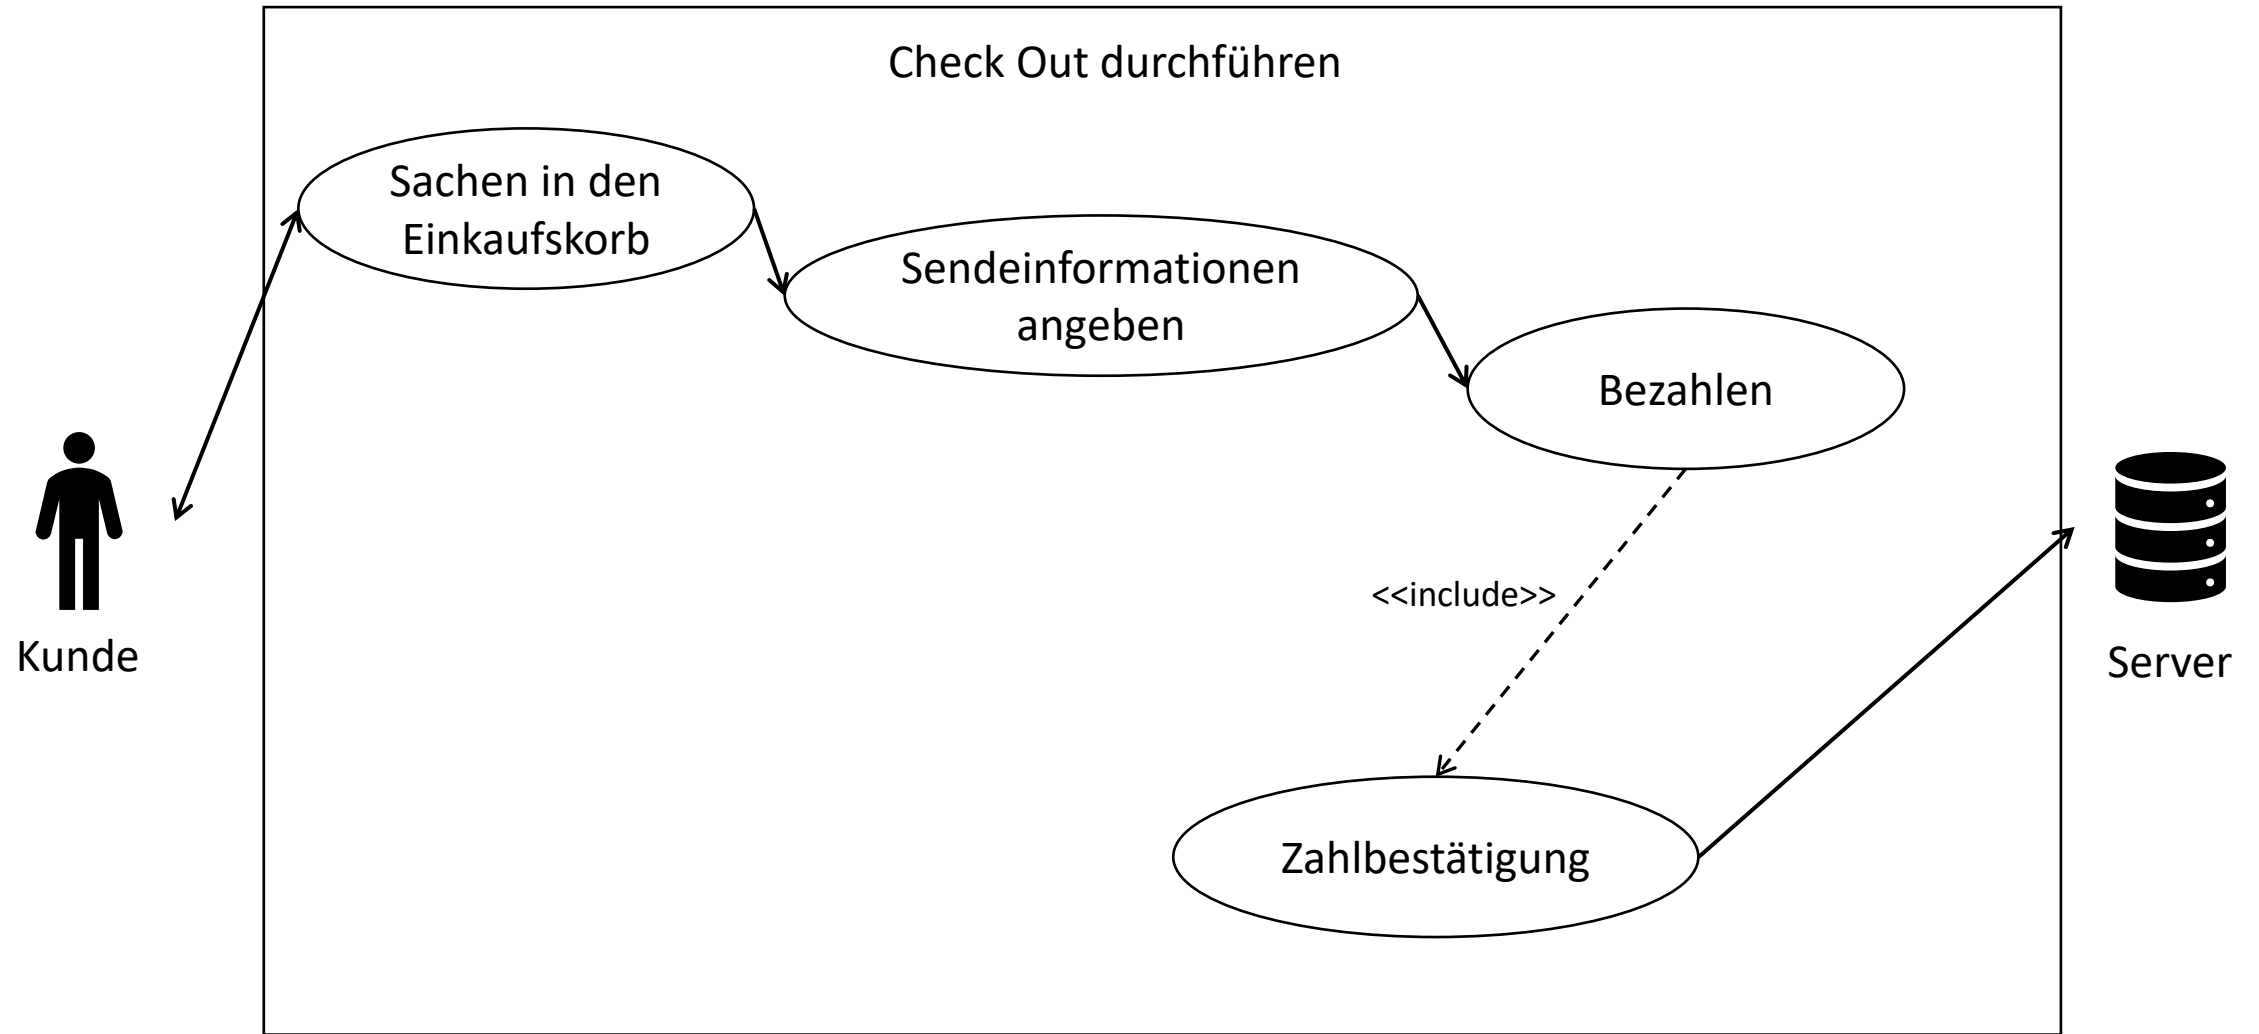 Check Out durchführen
Sachen in den
Einkaufskorb
Sendeinformationen
angeben
Bezahlen
<<include>>
Kunde
Server
Zahlbestätigung